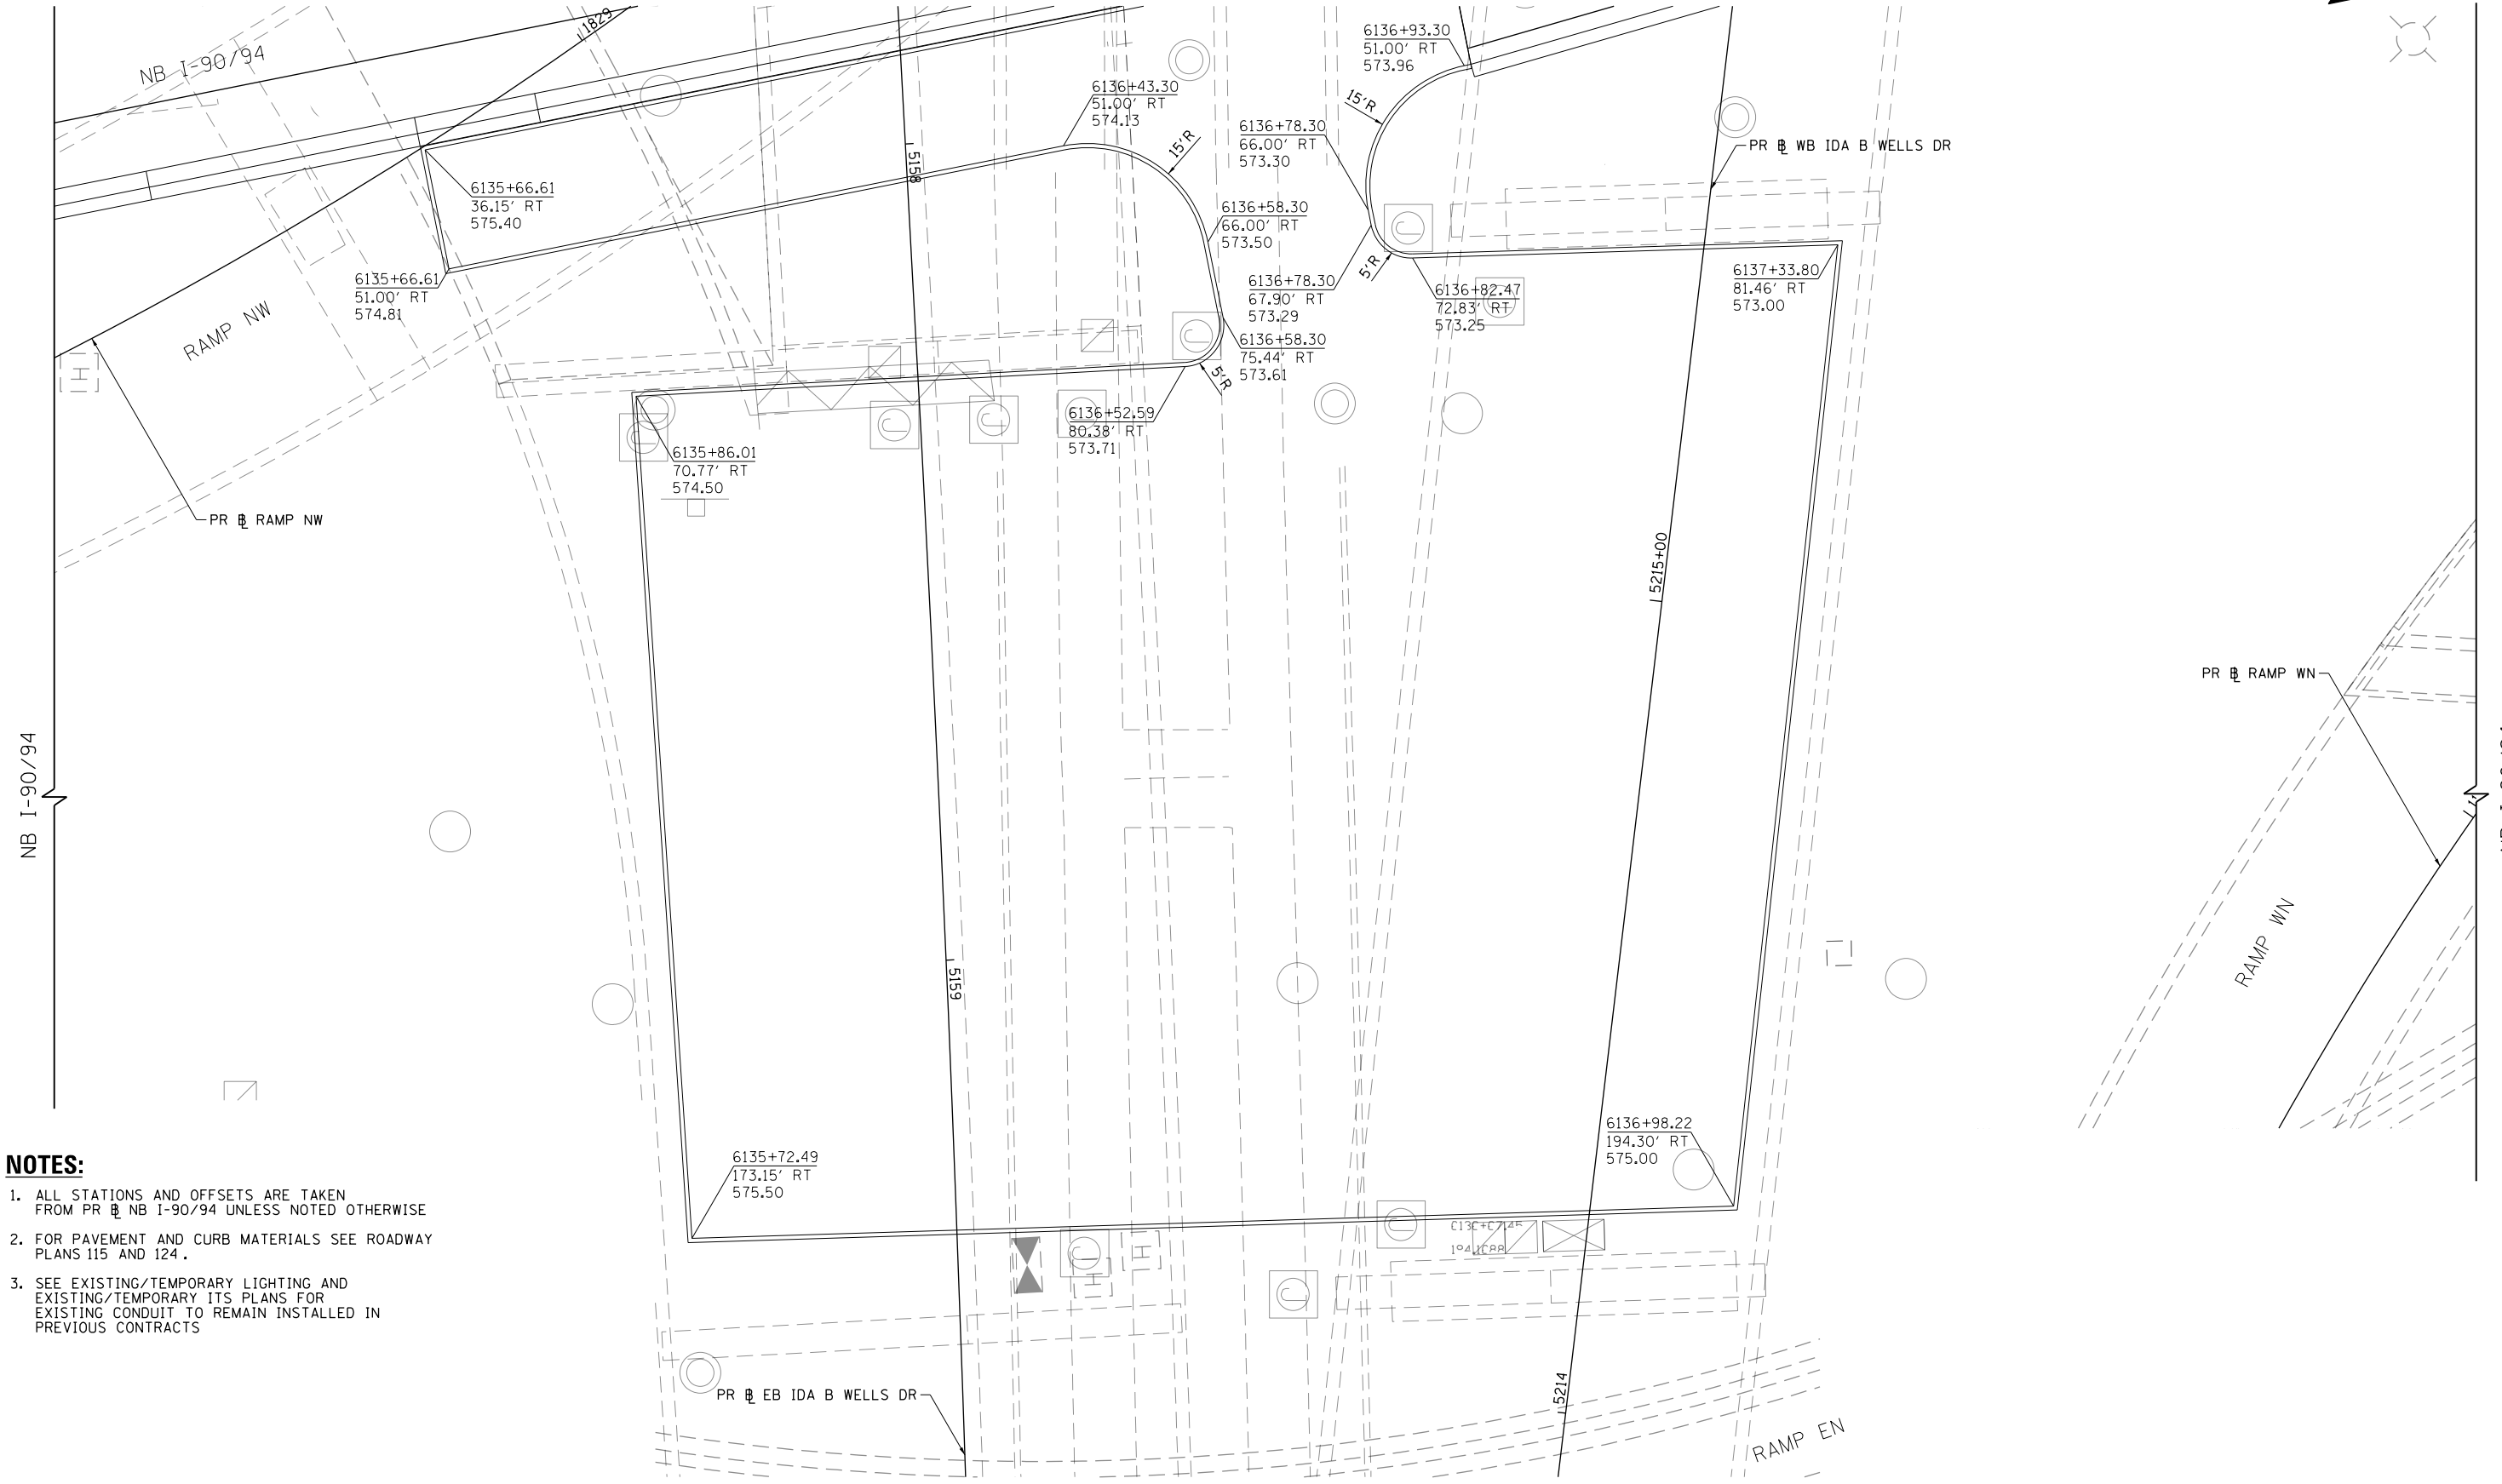 NB I-90/94
1829
6136+93.30
51.00' RT
573.96
6136+43.30
51.00' RT
574.13
15'R
15'R
6136+78.30
66.00' RT
573.30
PR ℄ WB IDA B WELLS DR
5158
6135+66.61
36.15' RT
575.40
6136+58.30
66.00' RT
573.50
6135+66.61
51.00' RT
574.81
RAMP NW
6136+78.30
67.90' RT
573.29
5'R
6136+82.47
72.83' RT
573.25
6137+33.80
81.46' RT
573.00
H
6136+58.30
75.44' RT
573.61
5'R
6136+52.59
80.38' RT
573.71
6135+86.01
70.77' RT
574.50
PR ℄ RAMP NW
5215+00
PR ℄ RAMP WN
NB I-90/94
5159
RAMP WN
6136+98.22
194.30' RT
575.00
6135+72.49
173.15' RT
575.50
H
H
NOTES:
1. ALL STATIONS AND OFFSETS ARE TAKEN
FROM PR ℄ NB I-90/94 UNLESS NOTED OTHERWISE
2. FOR PAVEMENT AND CURB MATERIALS SEE ROADWAY
PLANS 115 AND 124.
3. SEE EXISTING/TEMPORARY LIGHTING AND
EXISTING/TEMPORARY ITS PLANS FOR
EXISTING CONDUIT TO REMAIN INSTALLED IN
PREVIOUS CONTRACTS
PR ℄ EB IDA B WELLS DR
5214
RAMP EN